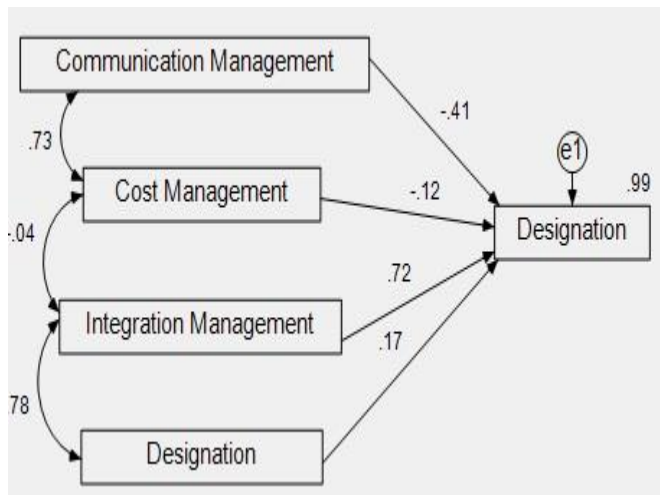 Communication Management
-.41
.73
e1
Cost Management
-.12
.99
Designation
-.04
.72
Integration Management
.17
.78
Designation